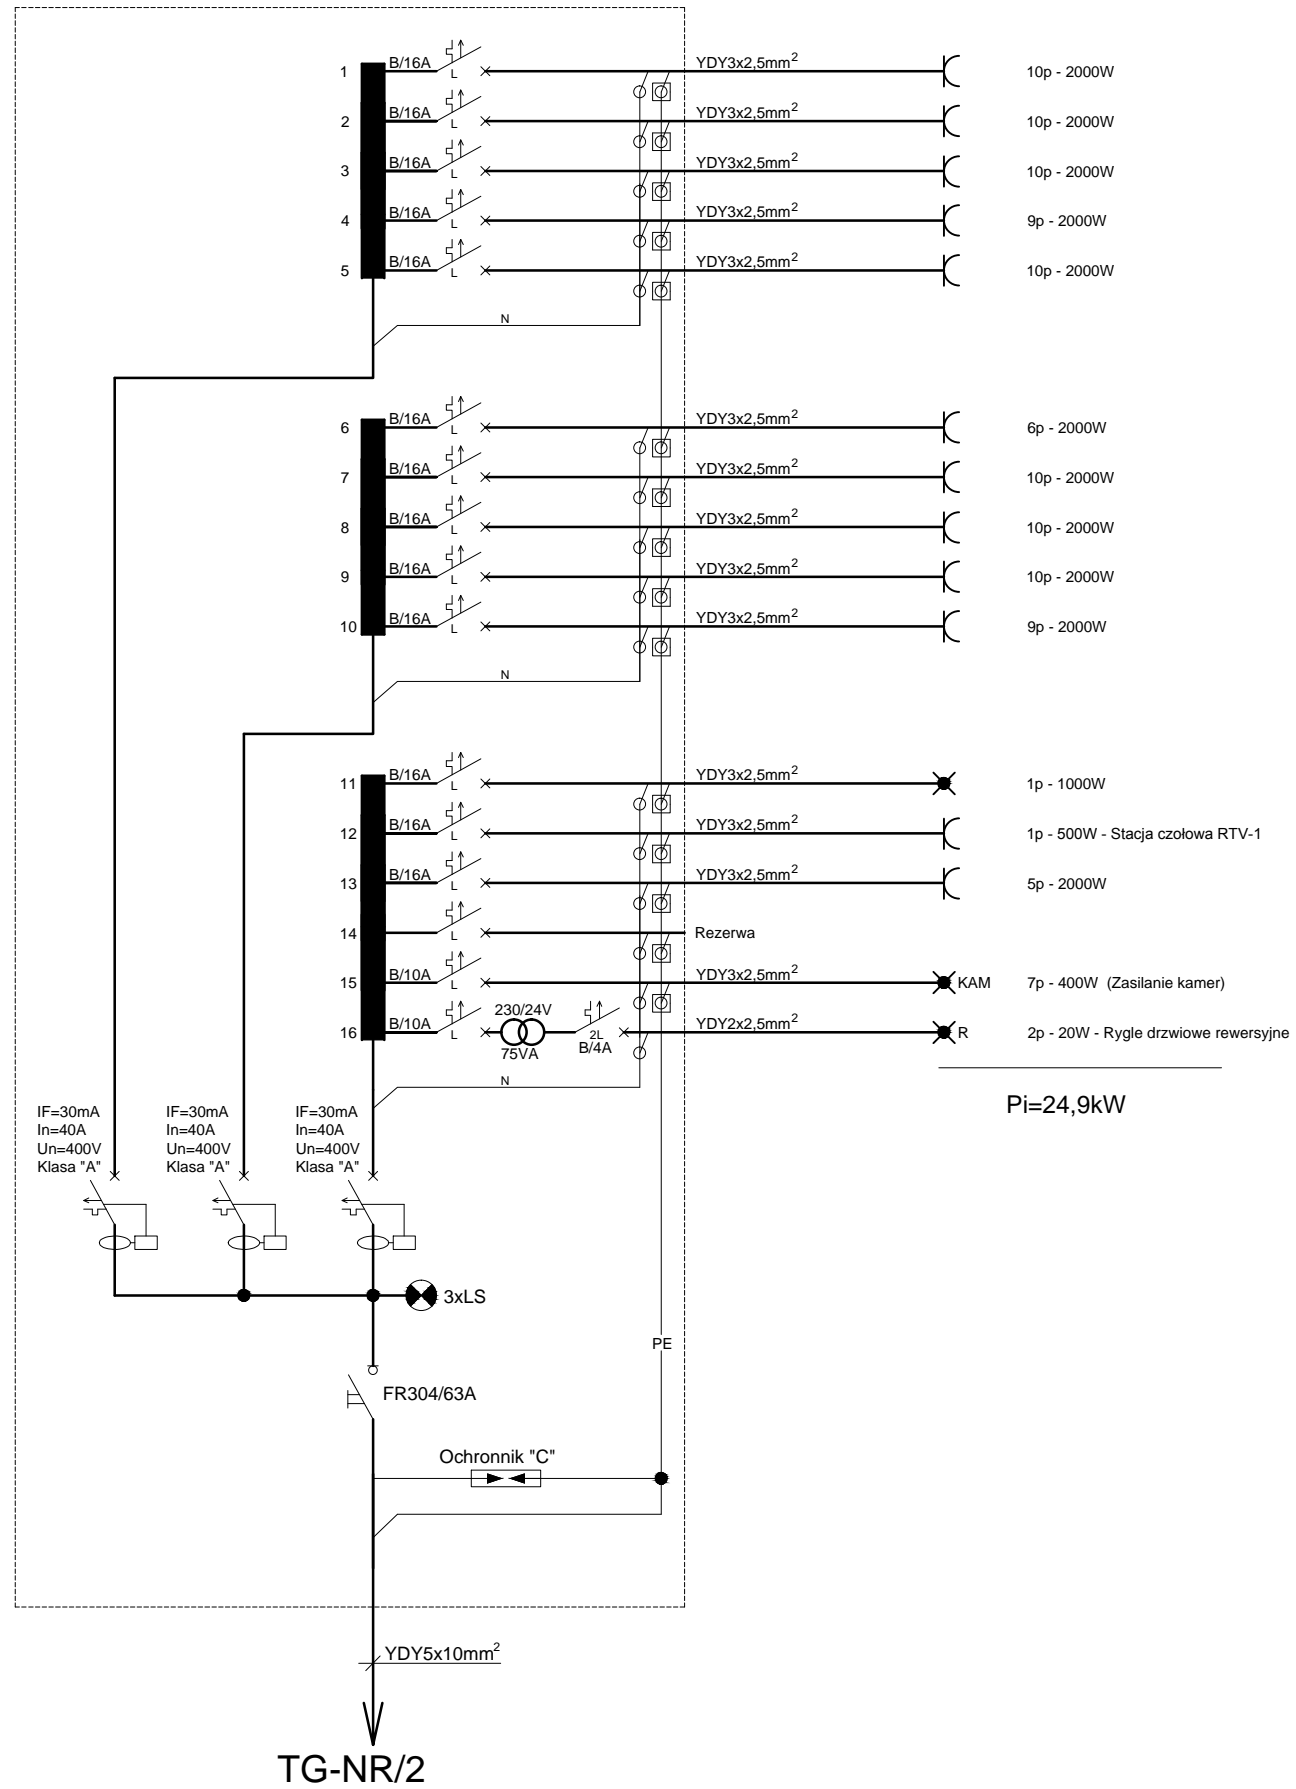 1 B/16A L YDY3x2,5mm² 10p - 2000W
2 B/16A L YDY3x2,5mm² 10p - 2000W
3 B/16A L YDY3x2,5mm² 10p - 2000W
4 B/16A L YDY3x2,5mm² 9p - 2000W
5 B/16A L YDY3x2,5mm² 10p - 2000W
N
6 B/16A L YDY3x2,5mm² 6p - 2000W
7 B/16A L YDY3x2,5mm² 10p - 2000W
8 B/16A L YDY3x2,5mm² 10p - 2000W
9 B/16A L YDY3x2,5mm² 10p - 2000W
10 B/16A L YDY3x2,5mm² 9p - 2000W
N
11 B/16A L YDY3x2,5mm² 1p - 1000W
12 B/16A L YDY3x2,5mm² 1p - 500W - Stacja czołowa RTV-1
13 B/16A L YDY3x2,5mm² 5p - 2000W
14 L Rezerwa
15 B/10A L YDY3x2,5mm² KAM 7p - 400W (Zasilanie kamer)
16 B/10A L 230/24V 75VA 2L B/4A YDY2x2,5mm² R 2p - 20W - Rygle drzwiowe rewersyjne
N
Pi=24,9kW
IF=30mA IF=30mA IF=30mA
In=40A In=40A In=40A
Un=400V Un=400V Un=400V
Klasa "A" Klasa "A" Klasa "A"
3xLS
PE
FR304/63A
Ochronnik "C"
YDY5x10mm²
TG-NR/2